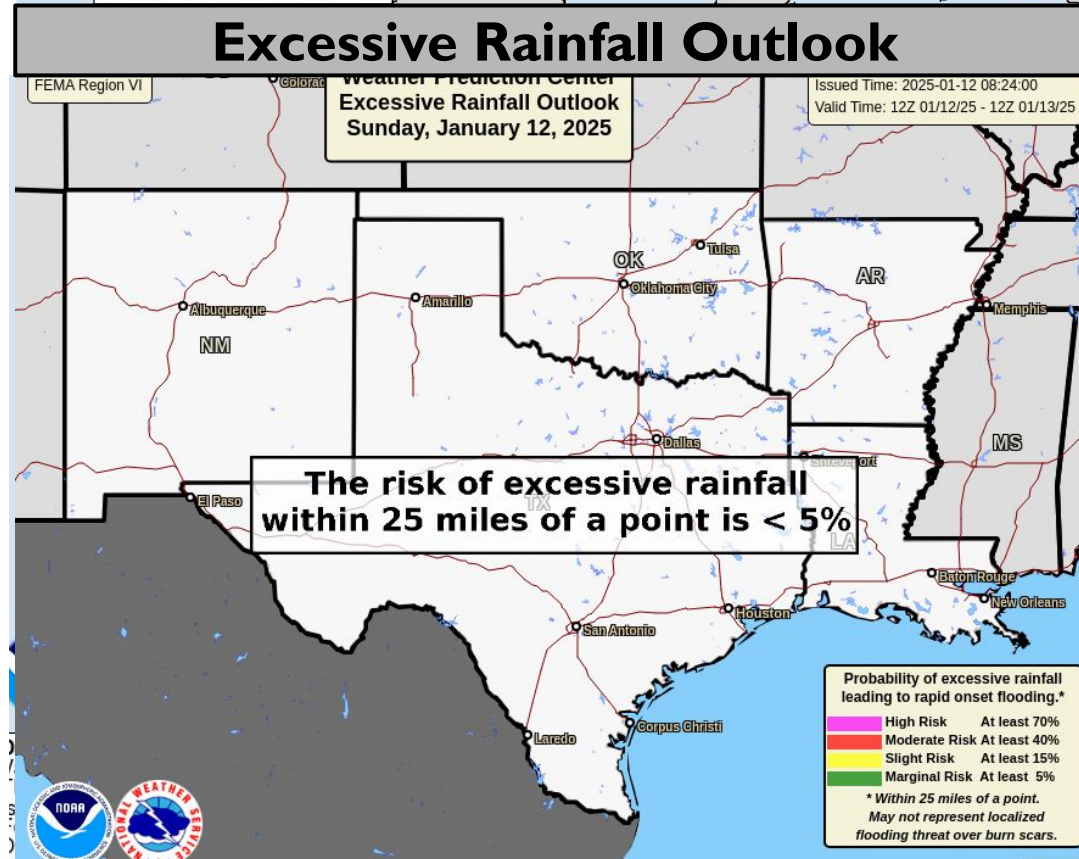 Excessive Rainfall Outlook
FEMA Region VI
Weather Prediction Center
Excessive Rainfall Outlook
Sunday, January 12, 2025
Issued Time: 2025-01-12 08:24:00
Valid Time: 12Z 01/12/25 - 12Z 01/13/25
Colorad
Tulsa
OK
Oklahoma City
AR
Amarillo
Albuquerque
Memphis
NM
Dallas
MS
Shreveport
The risk of excessive rainfall
within 25 miles of a point is < 5%
El Paso
TX
LA
Baton Rouge
New Orleans
Houston
San Antonio
Corpus Christi
Laredo
Probability of excessive rainfall
leading to rapid onset flooding.*
High Risk At least 70%
Moderate Risk At least 40%
Slight Risk At least 15%
Marginal Risk At least 5%
* Within 25 miles of a point.
May not represent localized
flooding threat over burn scars.
NOAA
NATIONAL WEATHER SERVICE